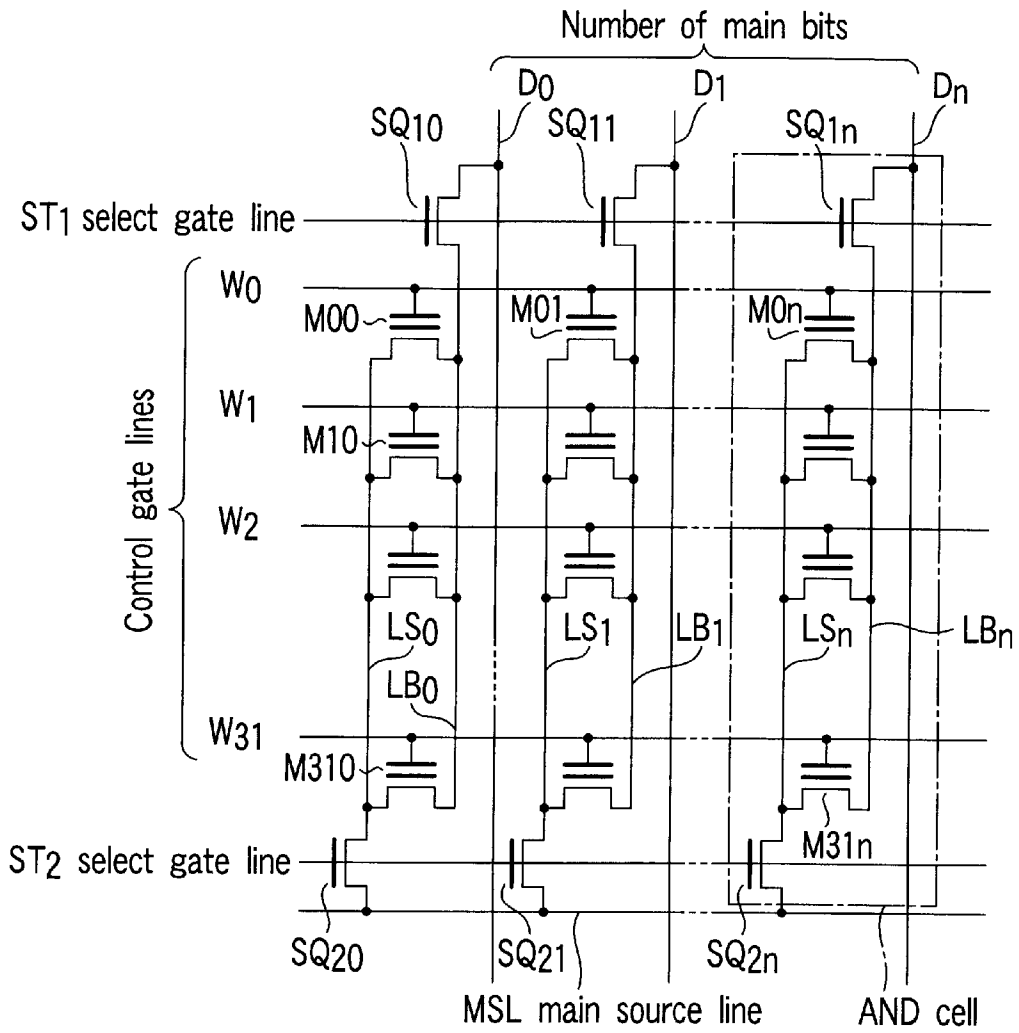 Number of main bits
D0
D1
Dn
SQ10
SQ11
SQ1n
ST1 select gate line
Control gate lines
W0
M00
M01
M0n
W1
M10
W2
LS0
LS1
LB1
LSn
LBn
LB0
W31
M310
M31n
ST2 select gate line
SQ20
SQ21
SQ2n
MSL main source line
AND cell